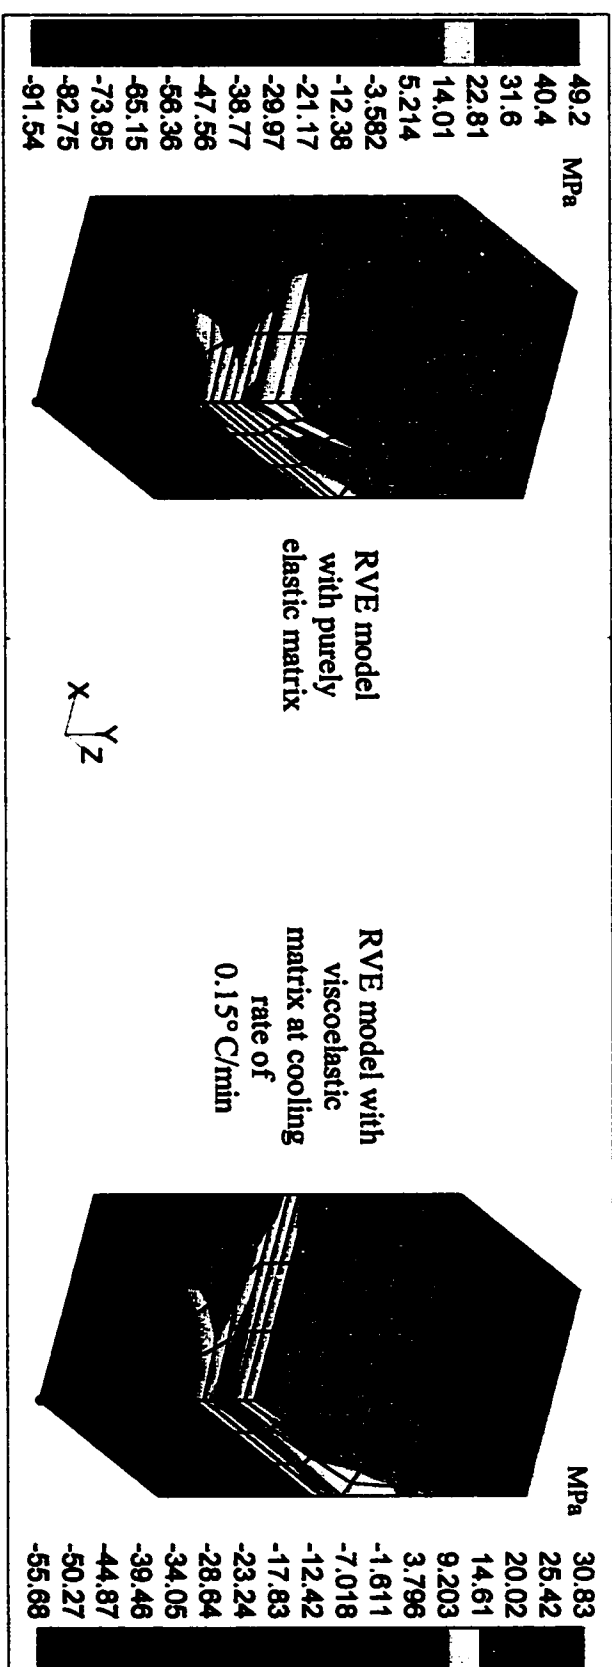 MPa
49.2
40.4
31.6
22.81
14.01
5.214
-3.582
-12.38
-21.17
-29.97
-38.77
-47.56
-56.36
-65.15
-73.95
-82.75
-91.54
RVE model
with purely
elastic matrix
X
Y
Z
RVE model with
viscoelastic
matrix at cooling
rate of
0.15°C/min
MPa
30.83
25.42
20.02
14.61
9.203
3.796
-1.611
-7.018
-12.42
-17.83
-23.24
-28.64
-34.05
-39.46
-44.87
-50.27
-55.68